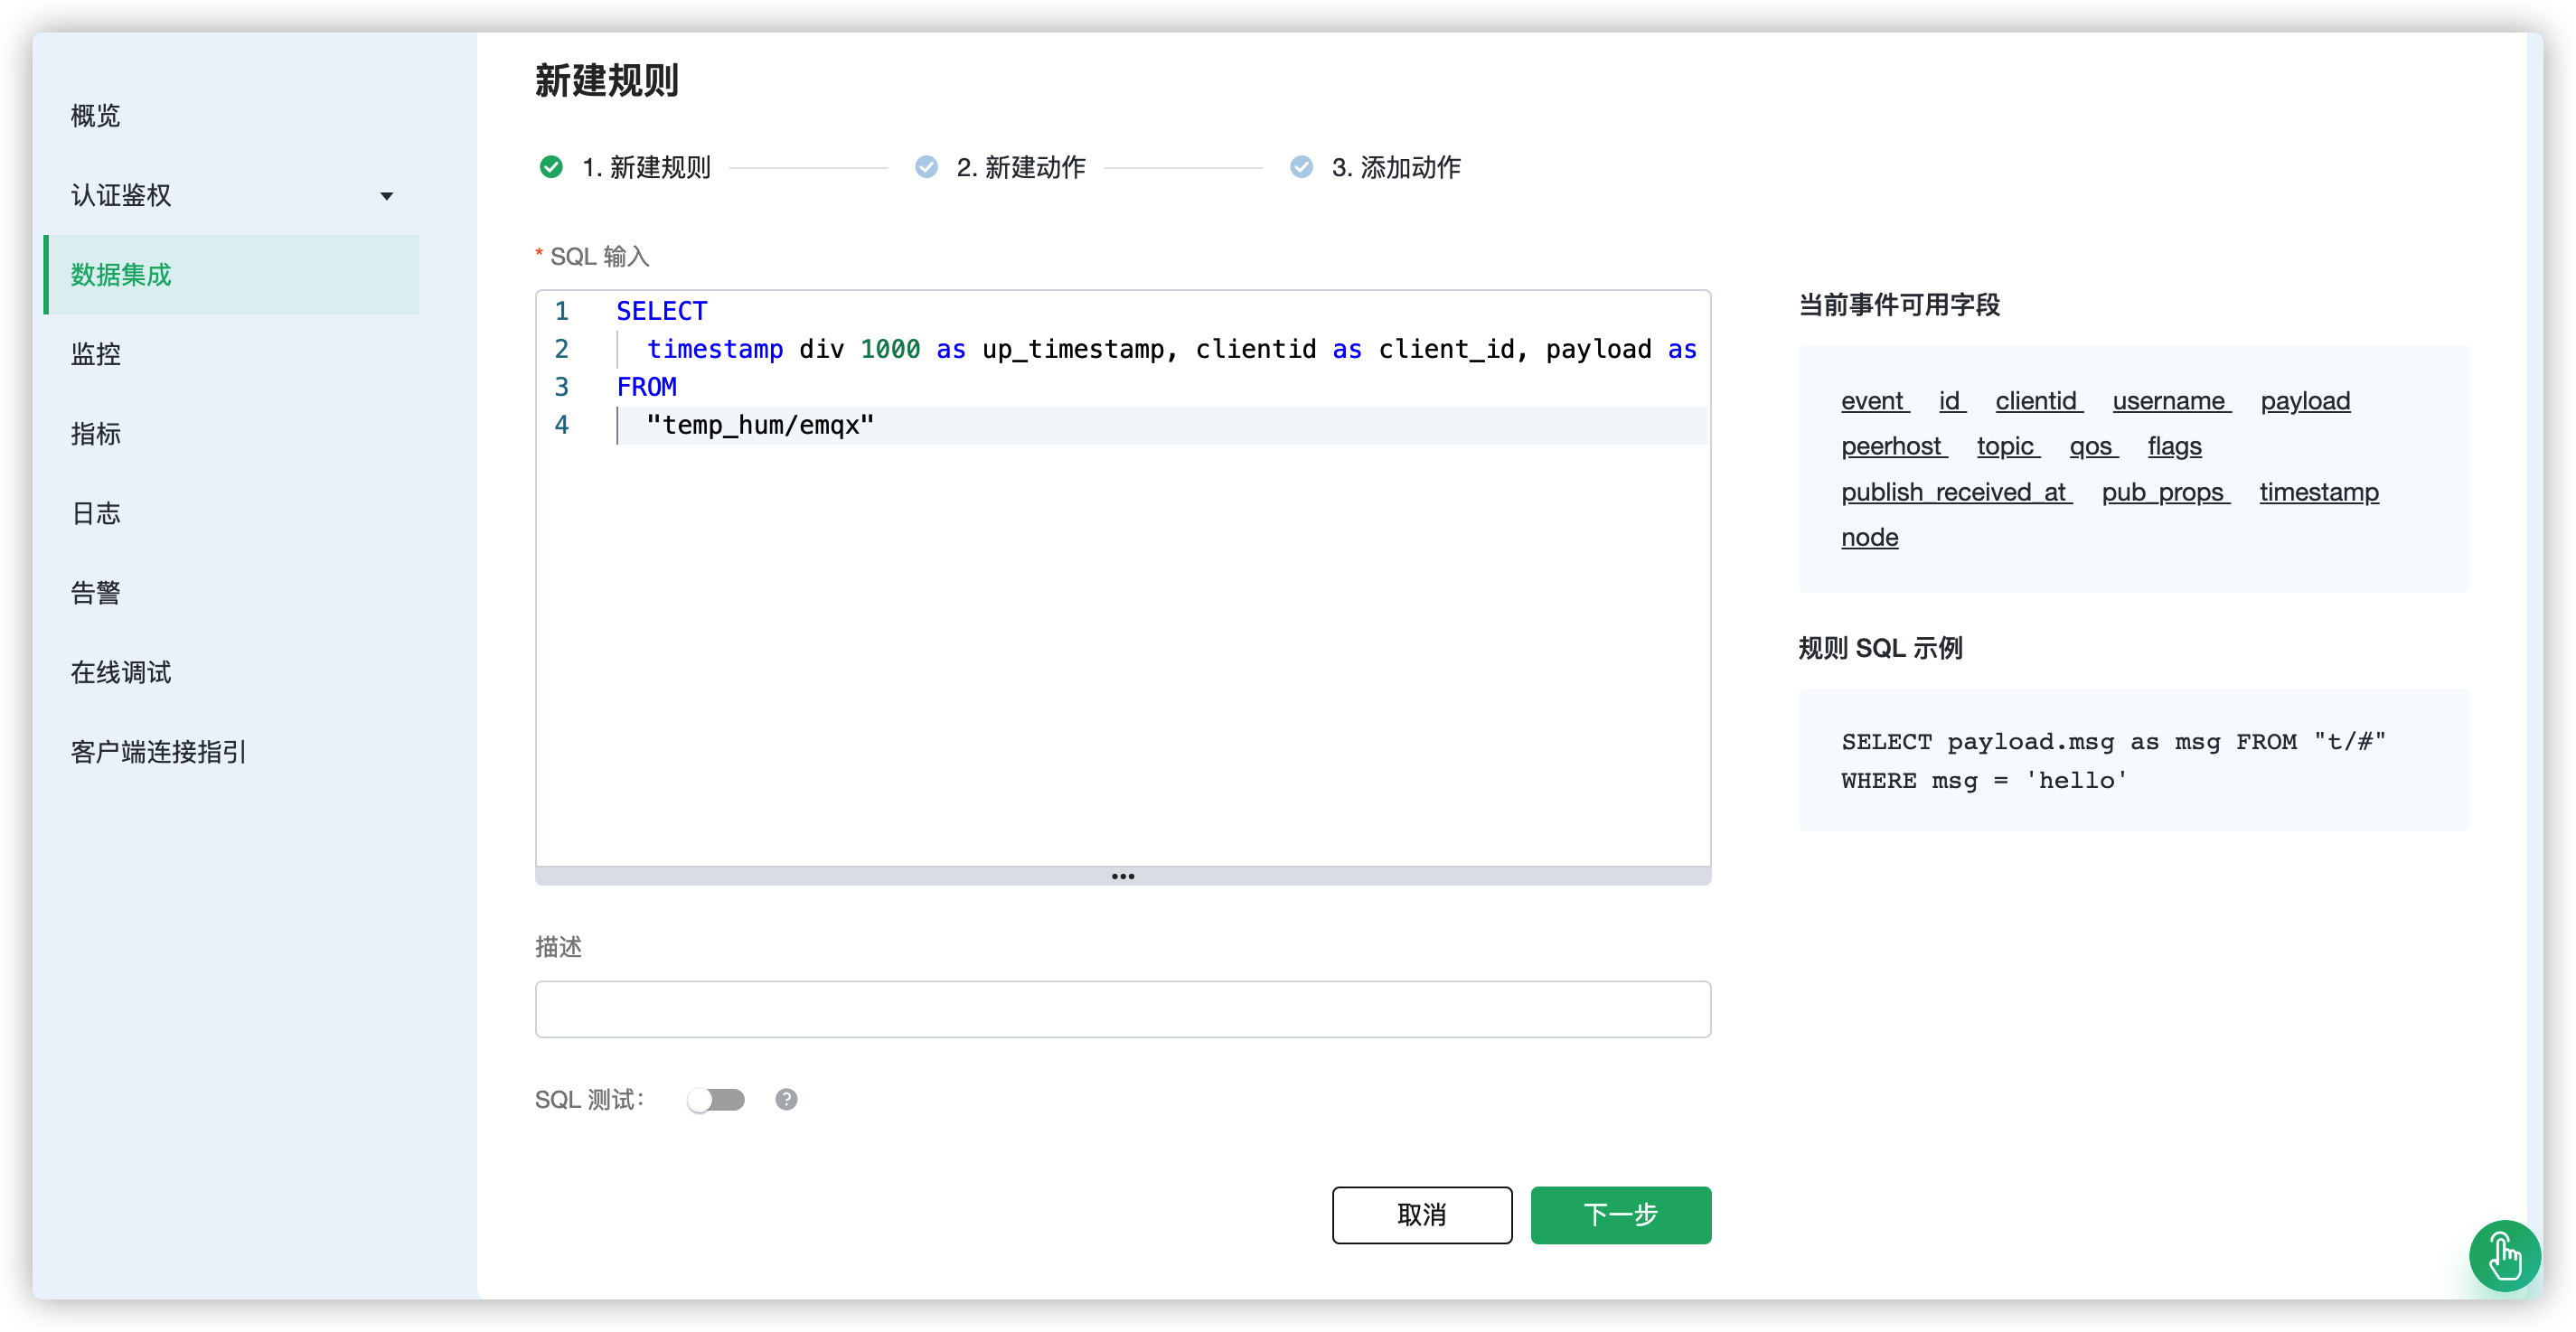 概览
认证鉴权
数据集成
监控
指标
日志
告警
在线调试
客户端连接指引
新建规则
1. 新建规则
2. 新建动作
3. 添加动作
* SQL 输入
1 SELECT
2 timestamp div 1000 as up_timestamp, clientid as client_id, payload as
3 FROM
4 "temp_hum/emqx"
描述
SQL 测试：
取消
下一步
当前事件可用字段
event id clientid username payload
peerhost topic qos flags
publish_received_at pub_props timestamp
node
规则 SQL 示例
SELECT payload.msg as msg FROM "t/#"
WHERE msg = 'hello'